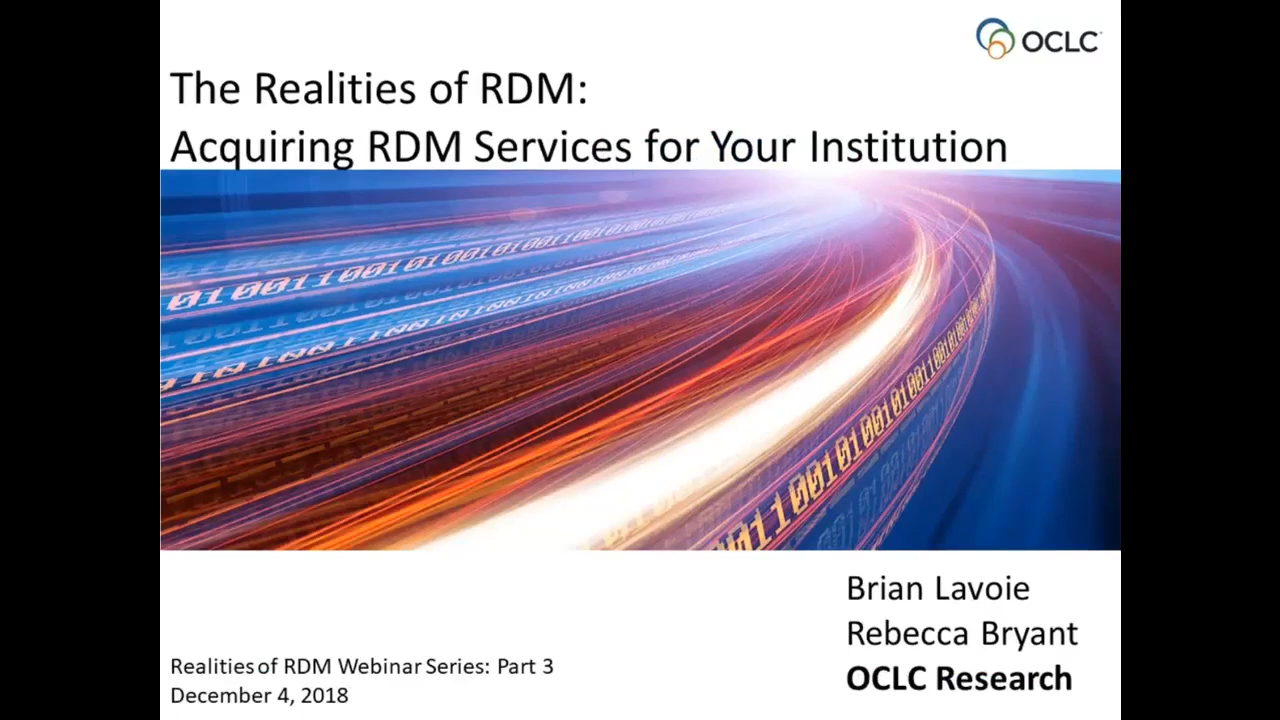 OCLC
The Realities of RDM:
Acquiring RDM Services for Your Institution
Brian Lavoie
Rebecca Bryant
OCLC Research
Realities of RDM Webinar Series: Part 3
December 4, 2018